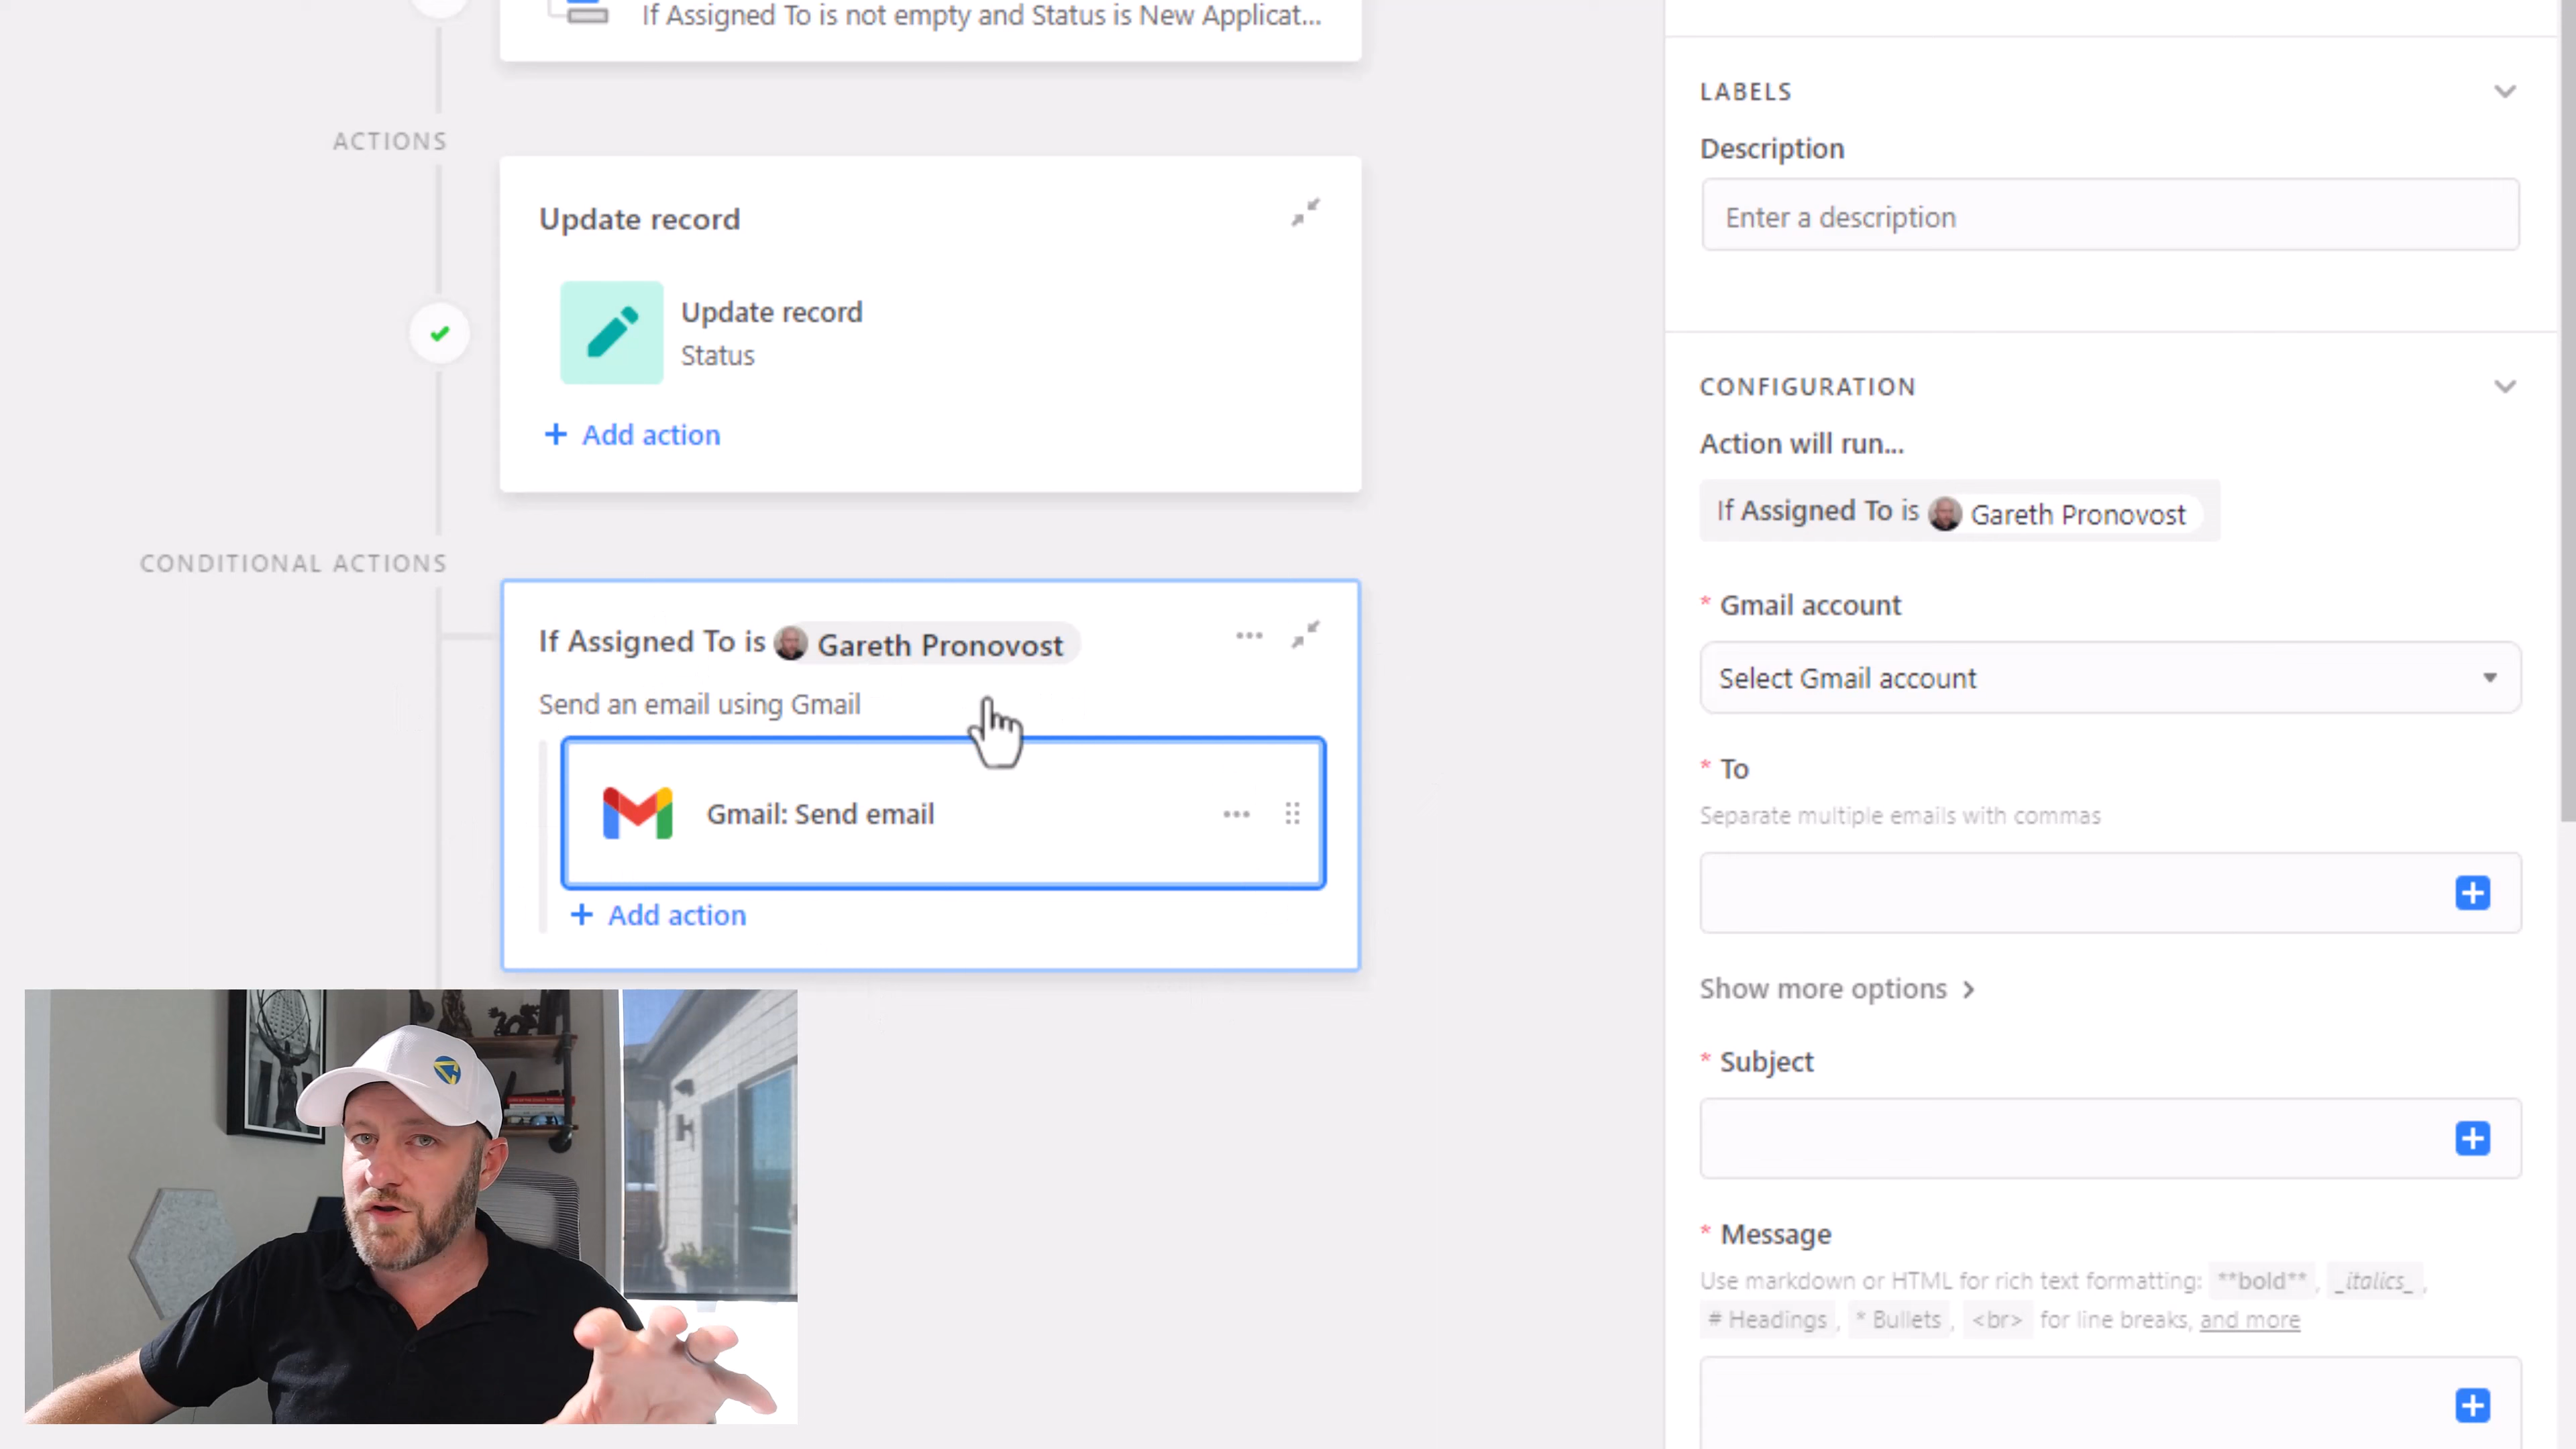 If Assigned To is not empty and Status is New Applicat...
ACTIONS
Update record
Update record
Status
+ Add action
CONDITIONAL ACTIONS
If Assigned To is Gareth Pronovost
Send an email using Gmail
Gmail: Send email
+ Add action
LABELS
Description
Enter a description
CONFIGURATION
Action will run...
If Assigned To is Gareth Pronovost
* Gmail account
Select Gmail account
* To
Separate multiple emails with commas
Show more options
* Subject
* Message
Use markdown or HTML for rich text formatting: **bold** , _italics_ ,
# Headings , * Bullets , <br> for line breaks, and more